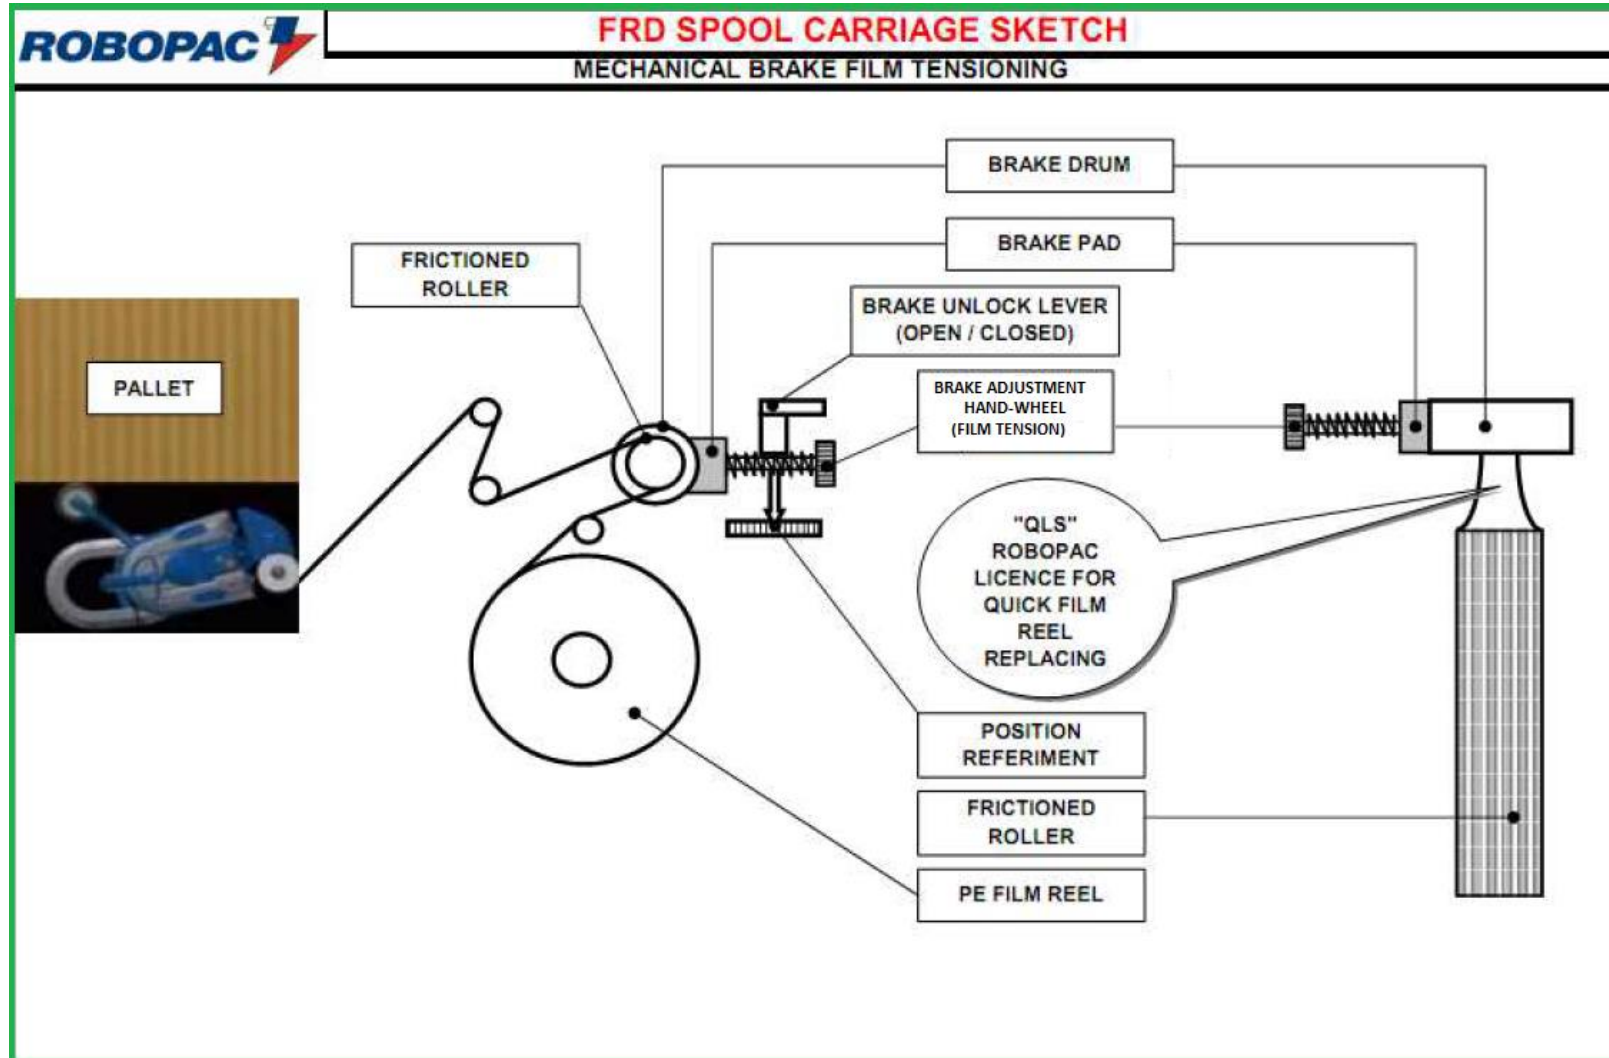 ROBOPAC
FRD SPOOL CARRIAGE SKETCH
MECHANICAL BRAKE FILM TENSIONING
BRAKE DRUM
BRAKE PAD
FRICTIONED
ROLLER
BRAKE UNLOCK LEVER
(OPEN / CLOSED)
PALLET
BRAKE ADJUSTMENT
HAND-WHEEL
(FILM TENSION)
"QLS"
ROBOPAC
LICENCE FOR
QUICK FILM
REEL
REPLACING
POSITION
REFERIMENT
FRICTIONED
ROLLER
PE FILM REEL